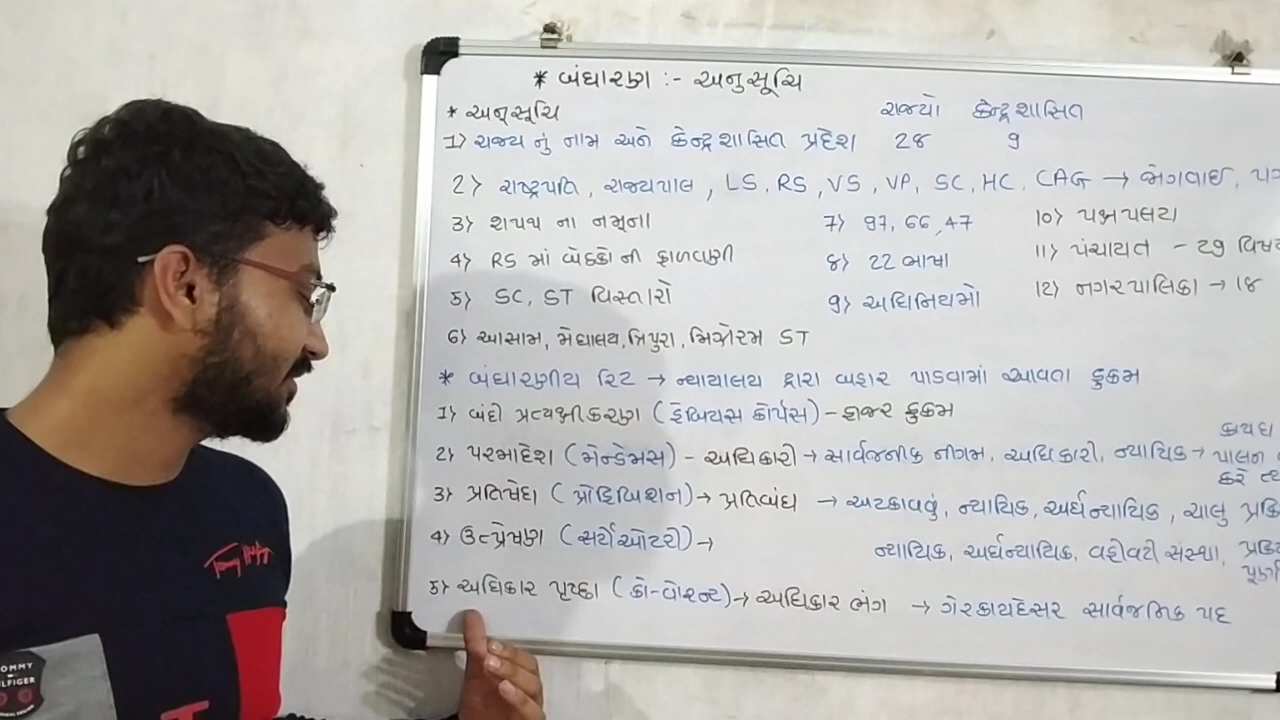 * બંધારણ :- અનુસૂચિ
* અનુસૂચિ રાજ્યો કેન્દ્રશાસિત
1) રાજ્ય નું નામ અને કેન્દ્રશાસિત પ્રદેશ 28 9
2) રાષ્ટ્રપતિ, રાજ્યપાલ, LS, RS, VS, VP, SC, HC, CAG → જોગવાઈ,
3) શપથ ના નમૂના 7) 97, 66, 47 10) પક્ષપલટા
4) RS માં બેઠકો ની ફાળવણી 8) 22 ભાષા 11) પંચાયત - 29
5) SC, ST વિસ્તારો 9) અધિનિયમો 12) નગરપાલિકા → 18
6) આસામ, મેઘાલય, ત્રિપુરા, મિઝોરમ ST
* બંધારણીય રિટ → ન્યાયાલય દ્વારા બહાર પાડવામાં આવતા હુકમ
1) બંદી પ્રત્યક્ષીકરણ (હેબિયસ કોર્પસ) - હાજર હુકમ
2) પરમાદેશ (મેન્ડેમસ) - અધિકારી → સાર્વજનીક નીગમ, અધિકારી, ન્યાયિક → પાલન
3) પ્રતિષેધ (પ્રોહિબિશન) → પ્રતિબંધ → અટકાવવું, ન્યાયિક, અર્ધન્યાયિક, ચાલુ
4) ઉત્પ્રેષણ (સર્ટીઓટરી) → ન્યાયિક, અર્ધન્યાયિક, વહીવટી સંસ્થા,
5) અધિકાર પૃચ્છા (કો-વોરન્ટ) → અધિકાર ભંગ → ગેરકાયદેસર સાર્વજનિક પદ
Tommy Hilfiger